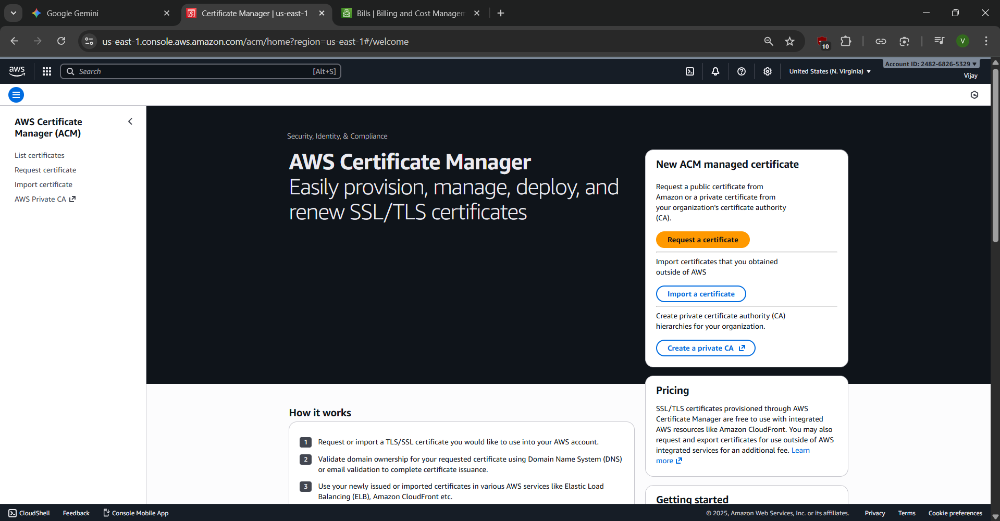 Google Gemini
Certificate Manager | us-east-1
Bills | Billing and Cost Managem
us-east-1.console.aws.amazon.com/acm/home?region=us-east-1#/welcome
10
V
aws
Search
[Alt+S]
United States (N. Virginia)
Account ID: 2482-6826-5329
Vijay
AWS Certificate
Manager (ACM)
List certificates
Request certificate
Import certificate
AWS Private CA
Security, Identity, & Compliance
AWS Certificate Manager
Easily provision, manage, deploy, and
renew SSL/TLS certificates
New ACM managed certificate
Request a public certificate from
Amazon or a private certificate from
your organization's certificate authority
(CA).
Request a certificate
Import certificates that you obtained
outside of AWS
Import a certificate
Create private certificate authority (CA)
hierarchies for your organization.
Create a private CA
Pricing
SSL/TLS certificates provisioned through AWS
Certificate Manager are free to use with integrated
AWS resources like Amazon CloudFront. You may also
request and export certificates for use outside of AWS
integrated services for an additional fee. Learn
more
How it works
1 Request or import a TLS/SSL certificate you would like to use into your AWS account.
2 Validate domain ownership for your requested certificate using Domain Name System (DNS)
or email validation to complete certificate issuance.
3 Use your newly issued or imported certificates in various AWS services like Elastic Load
Balancing (ELB), Amazon CloudFront etc.
Getting started
CloudShell
Feedback
Console Mobile App
© 2025, Amazon Web Services, Inc. or its affiliates.
Privacy
Terms
Cookie preferences